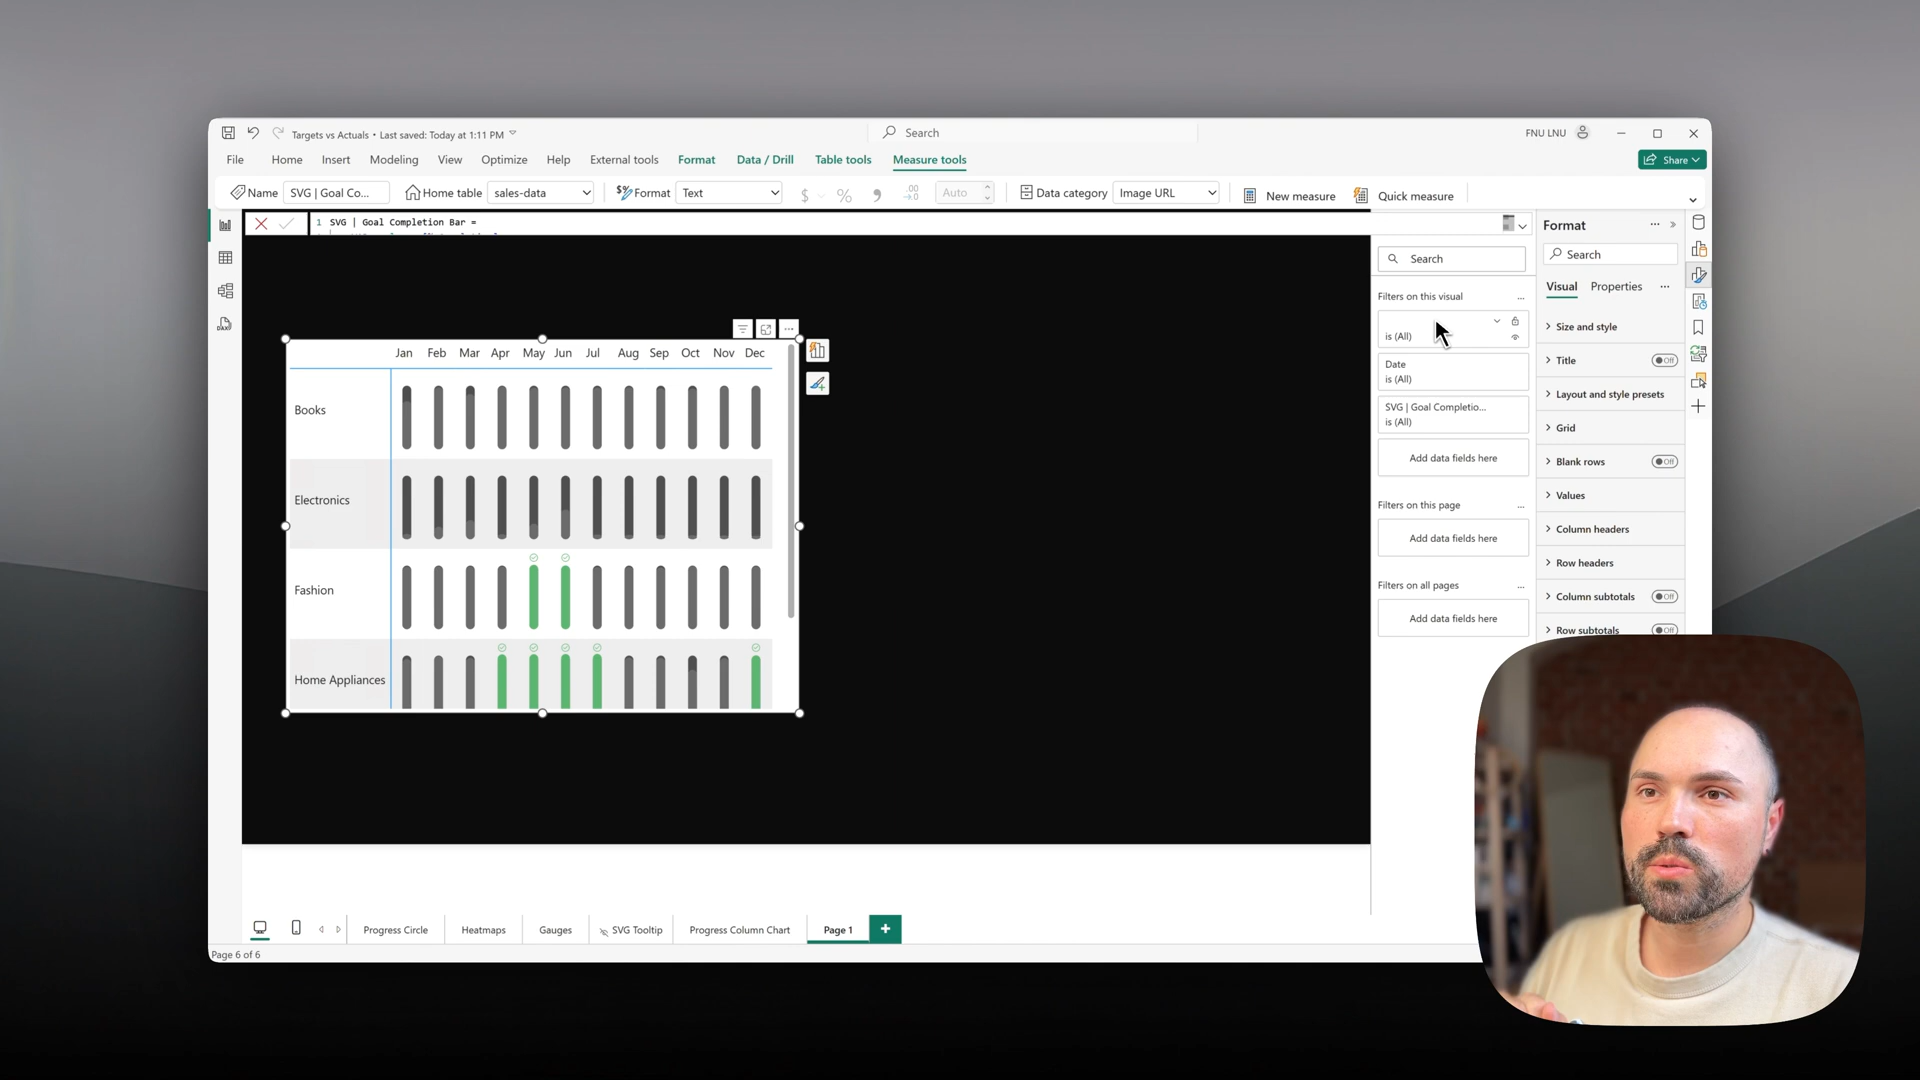 Targets vs Actuals • Last saved: Today at 1:11 PM
Search
FNU LNU
File Home Insert Modeling View Optimize Help External tools Format Data / Drill Table tools Measure tools
Share
Name SVG | Goal Co... Home table sales-data Format Text $ % , .00 Auto Data category Image URL New measure Quick measure
1 SVG | Goal Completion Bar =
Search
Filters on this visual ...
is (All)
Date
is (All)
SVG | Goal Completio...
is (All)
Add data fields here
Filters on this page ...
Add data fields here
Filters on all pages ...
Add data fields here
Format
Search
Visual Properties
Size and style
Title Off
Layout and style presets
Grid
Blank rows Off
Values
Column headers
Row headers
Column subtotals Off
Row subtotals Off
Jan Feb Mar Apr May Jun Jul Aug Sep Oct Nov Dec
Books
Electronics
Fashion
Home Appliances
DAX
Progress Circle Heatmaps Gauges SVG Tooltip Progress Column Chart Page 1
Page 6 of 6